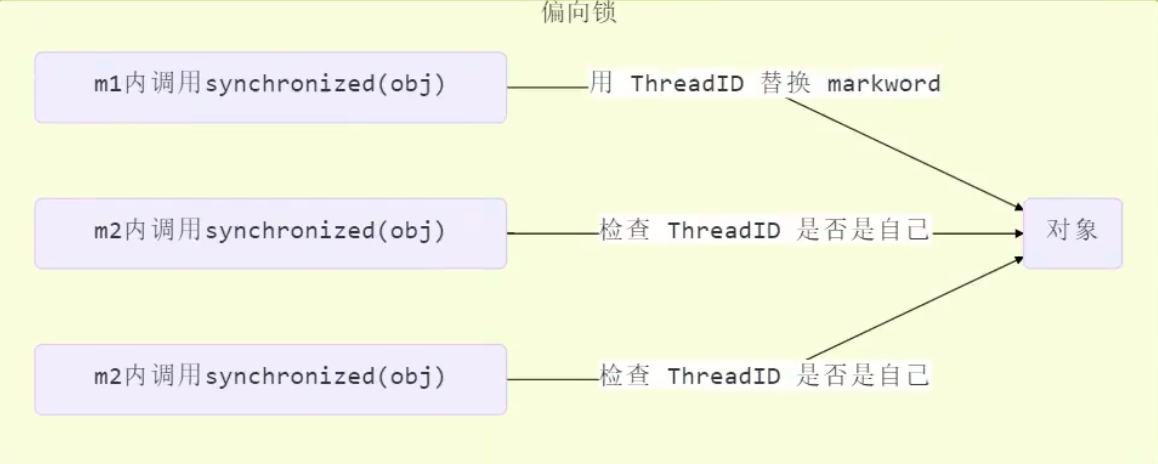 偏向锁
m1内调用synchronized(obj)
用 ThreadID 替换 markword
m2内调用synchronized(obj)
检查 ThreadID 是否是自己
对象
m2内调用synchronized(obj)
检查 ThreadID 是否是自己